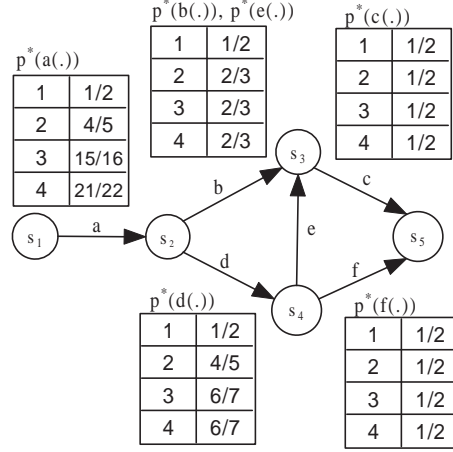 p*(b(.)), p*(e(.))
p*(a(.))
p*(c(.))
1 1/2
2 4/5
3 15/16
4 21/22
1 1/2
2 2/3
3 2/3
4 2/3
1 1/2
2 1/2
3 1/2
4 1/2
s3
b
c
s1
a
s2
e
s5
d
f
s4
p*(d(.))
p*(f(.))
1 1/2
2 4/5
3 6/7
4 6/7
1 1/2
2 1/2
3 1/2
4 1/2